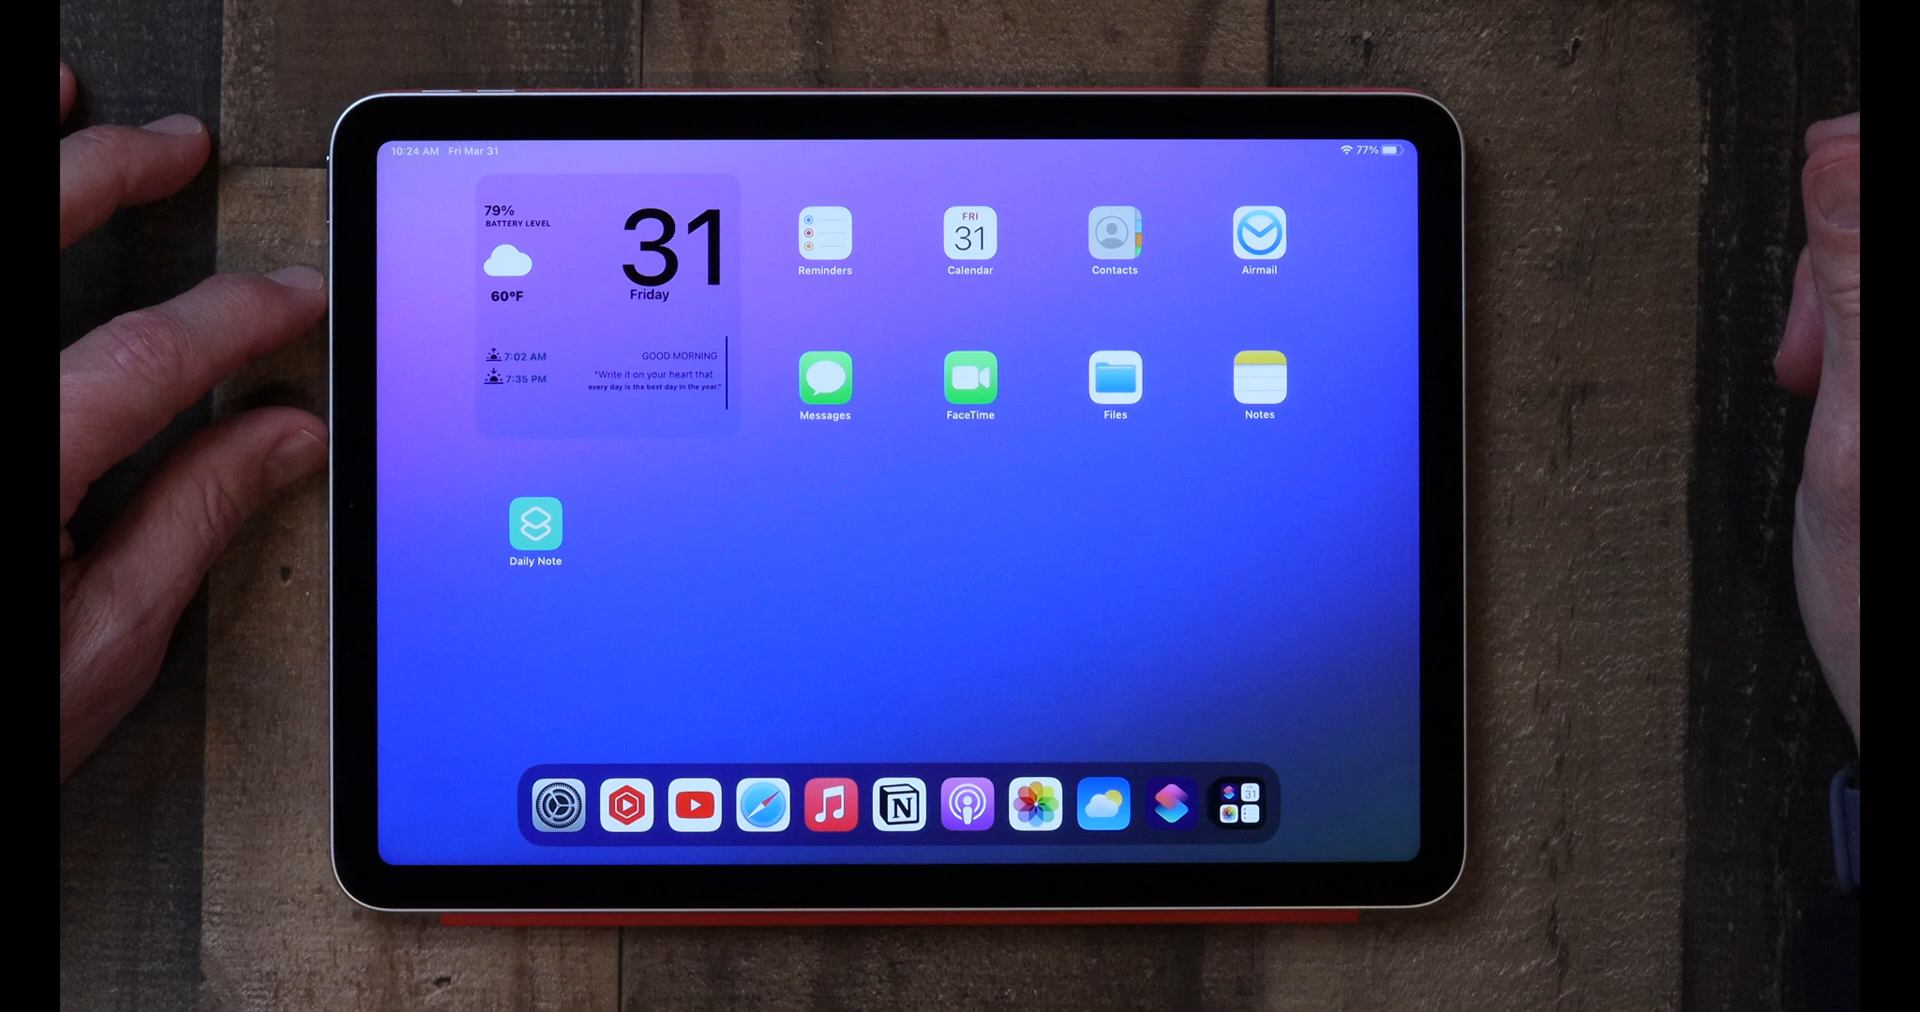 10:24 AM Fri Mar 31
77%
79%
BATTERY LEVEL
60°F
31
Friday
7:02 AM
7:35 PM
GOOD MORNING
"Write it on your heart that
every day is the best day in the year."
Reminders
FRI
31
Calendar
Contacts
Airmail
Messages
FaceTime
Files
Notes
Daily Note
N
31